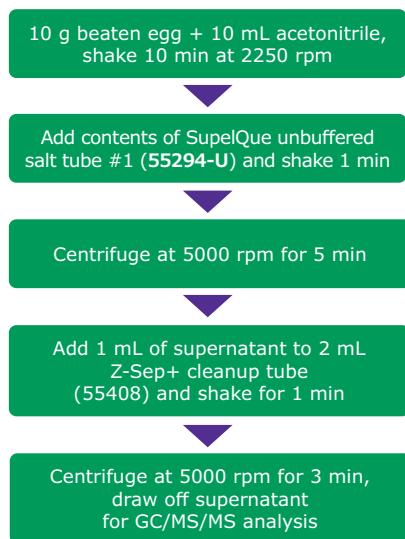 10 g beaten egg + 10 mL acetonitrile,
shake 10 min at 2250 rpm
Add contents of SupelQue unbuffered
salt tube #1 (55294-U) and shake 1 min
Centrifuge at 5000 rpm for 5 min
Add 1 mL of supernatant to 2 mL
Z-Sep+ cleanup tube
(55408) and shake for 1 min
Centrifuge at 5000 rpm for 3 min,
draw off supernatant
for GC/MS/MS analysis